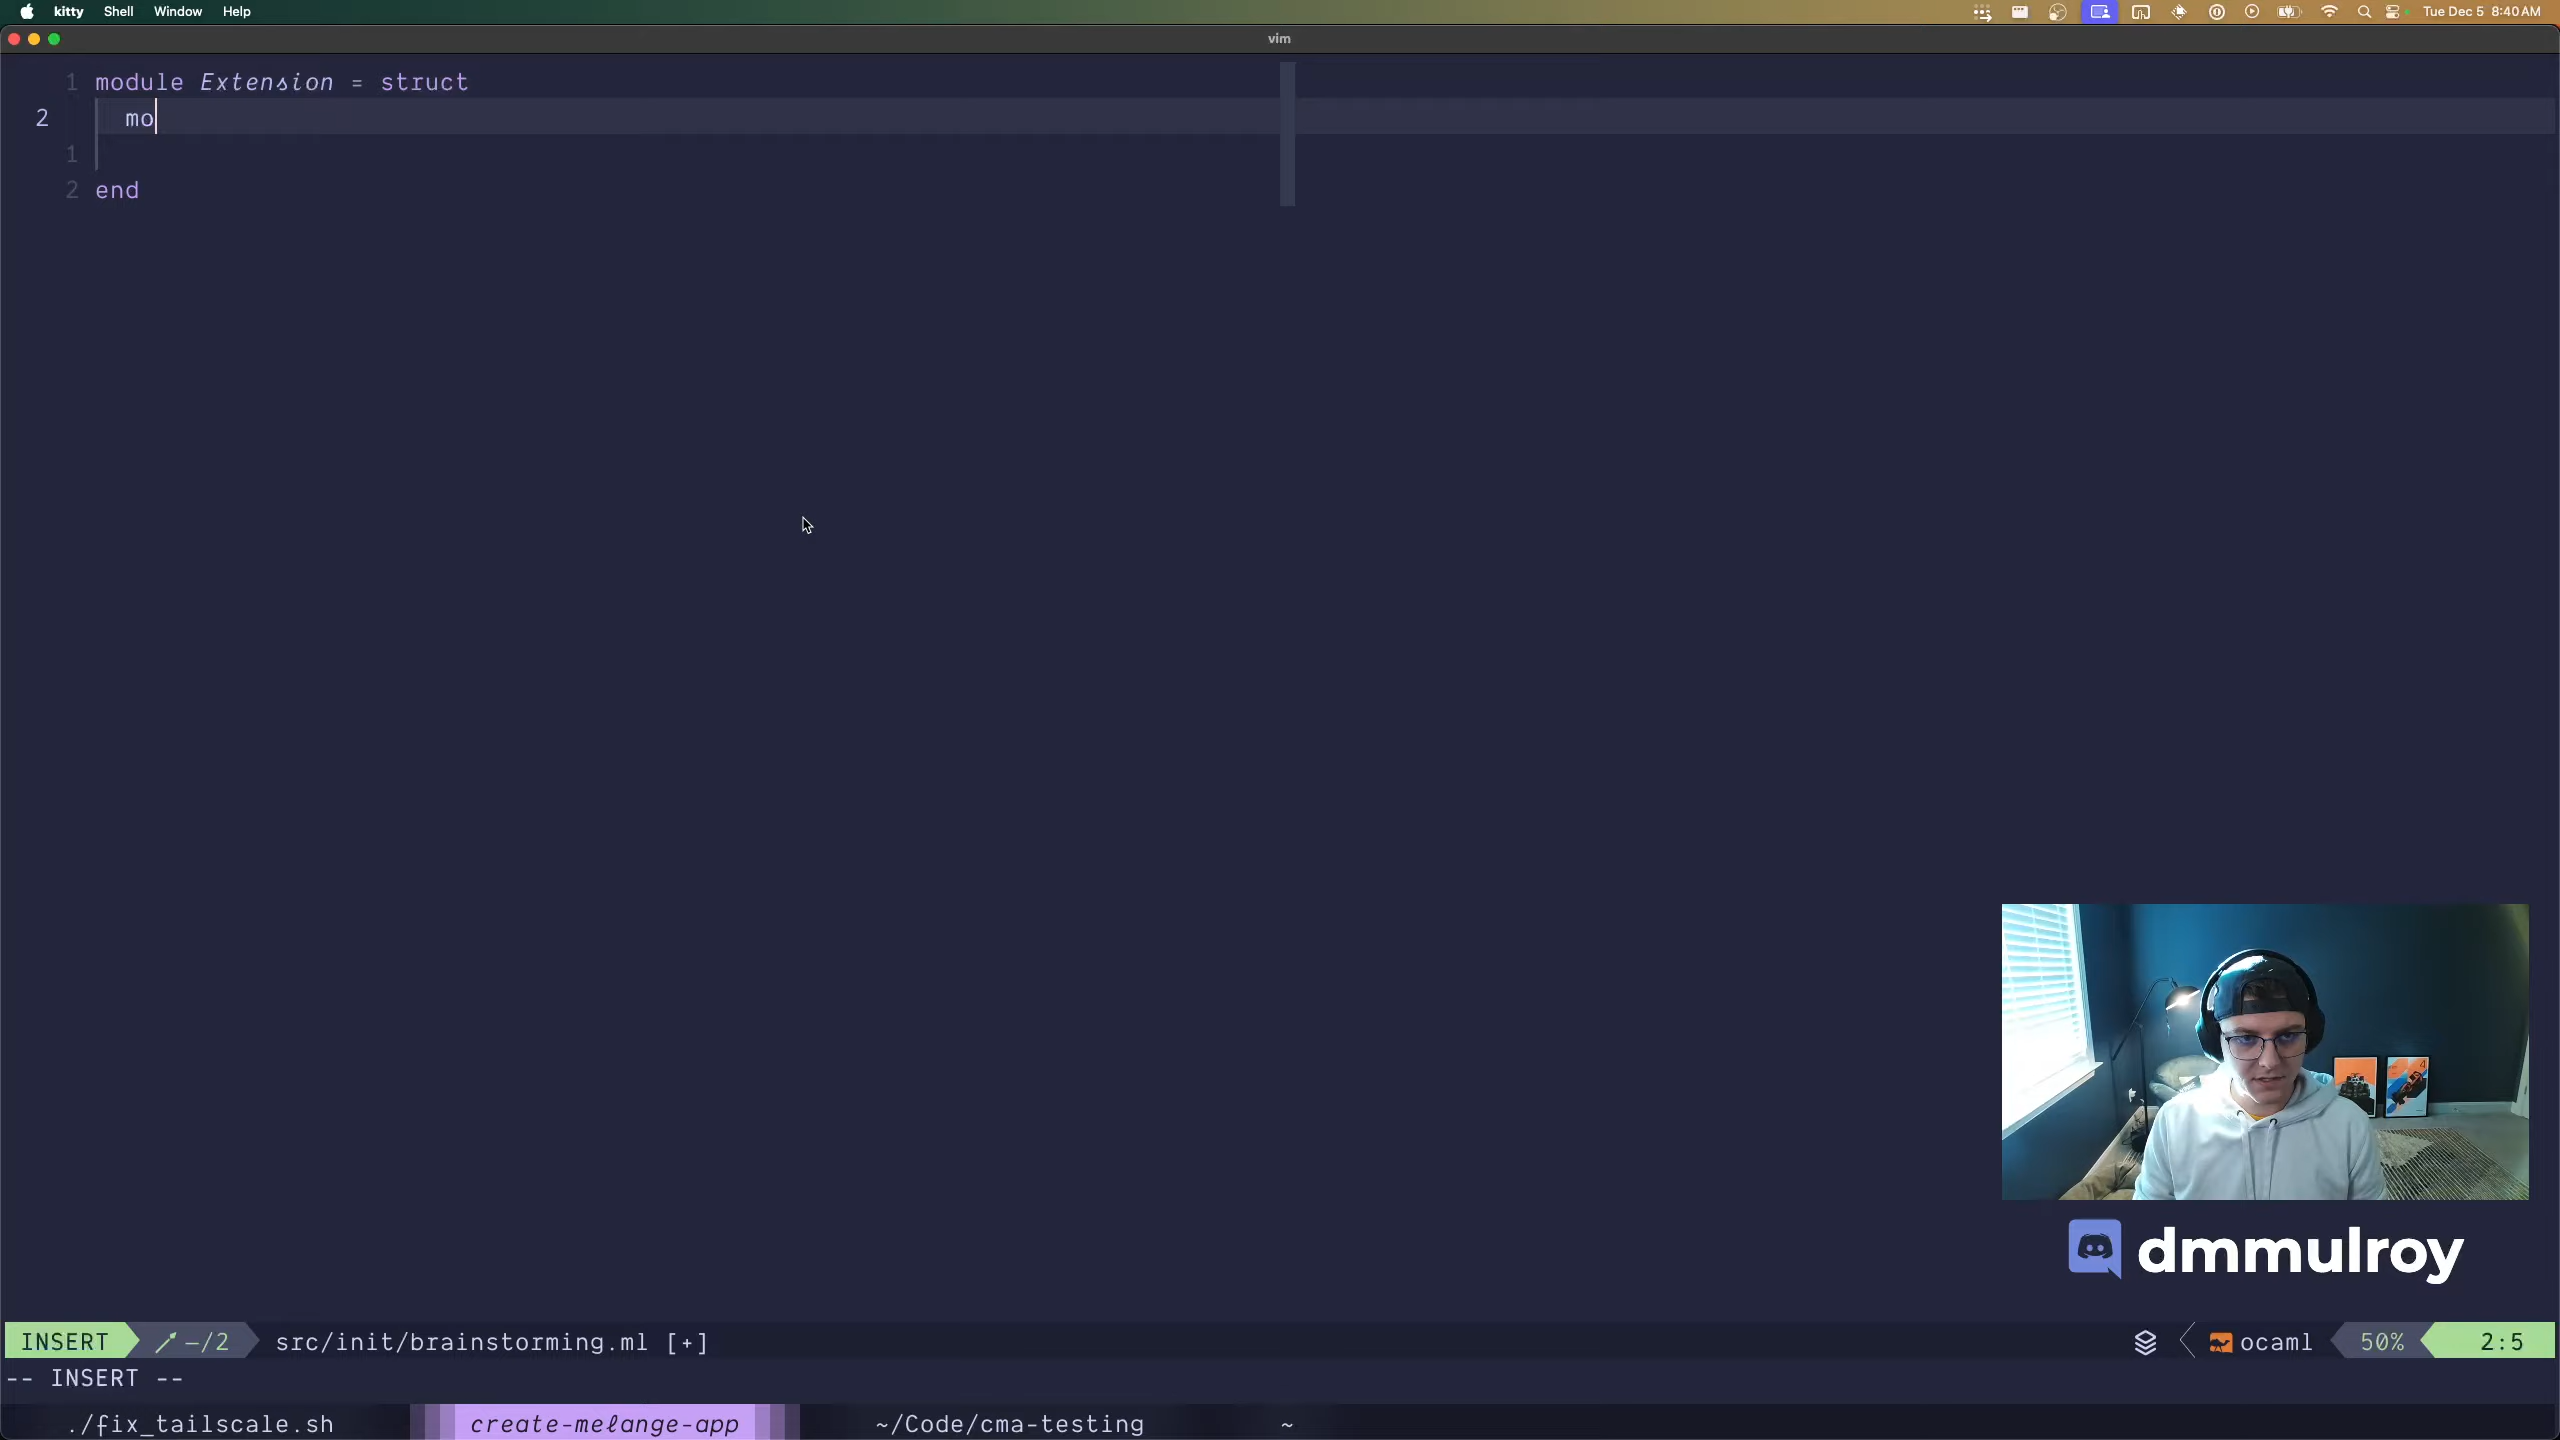 kitty Shell Window Help
Tue Dec 5 8:40 AM
vim
1 module Extension = struct
2 mo
1
2 end
dmmulroy
INSERT —/2 src/init/brainstorming.ml [+]
ocaml 50% 2:5
-- INSERT --
./fix_tailscale.sh create-melange-app ~/Code/cma-testing ~